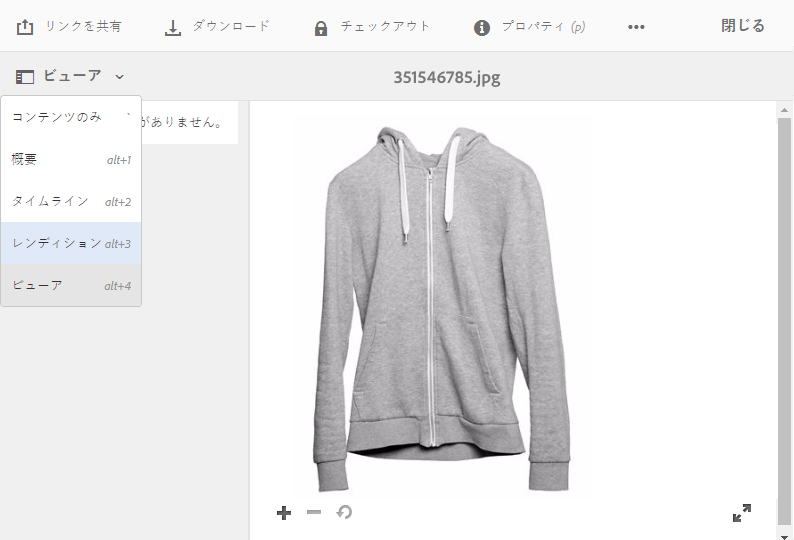 リンクを共有 ダウンロード チェックアウト プロパティ (p) 閉じる
ビューア 351546785.jpg
コンテンツのみ `
がありません。
概要 alt+1
タイムライン alt+2
レンディション alt+3
ビューア alt+4